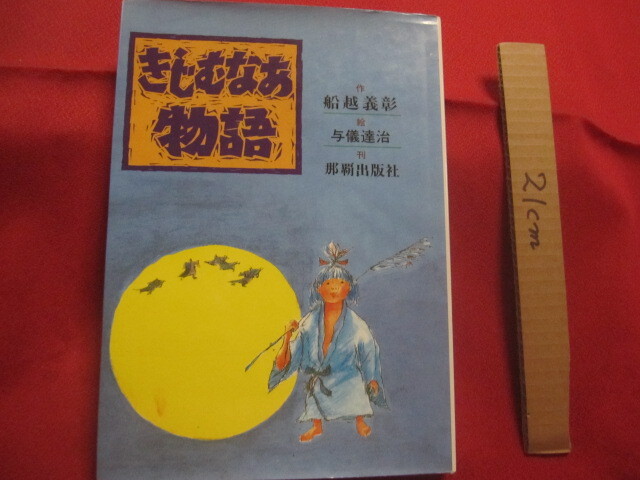 きじむなあ
物語
作
船越義彰
絵
与儀達治
刊
那覇出版社
21cm